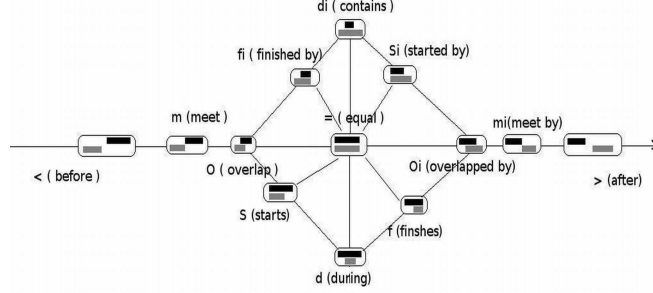 di ( contains )
fi ( finished by)
Si (started by)
m (meet )
= ( equal )
mi(meet by)
< ( before )
O ( overlap )
Oi (overlapped by)
> (after)
S (starts)
f (finshes)
d (during)